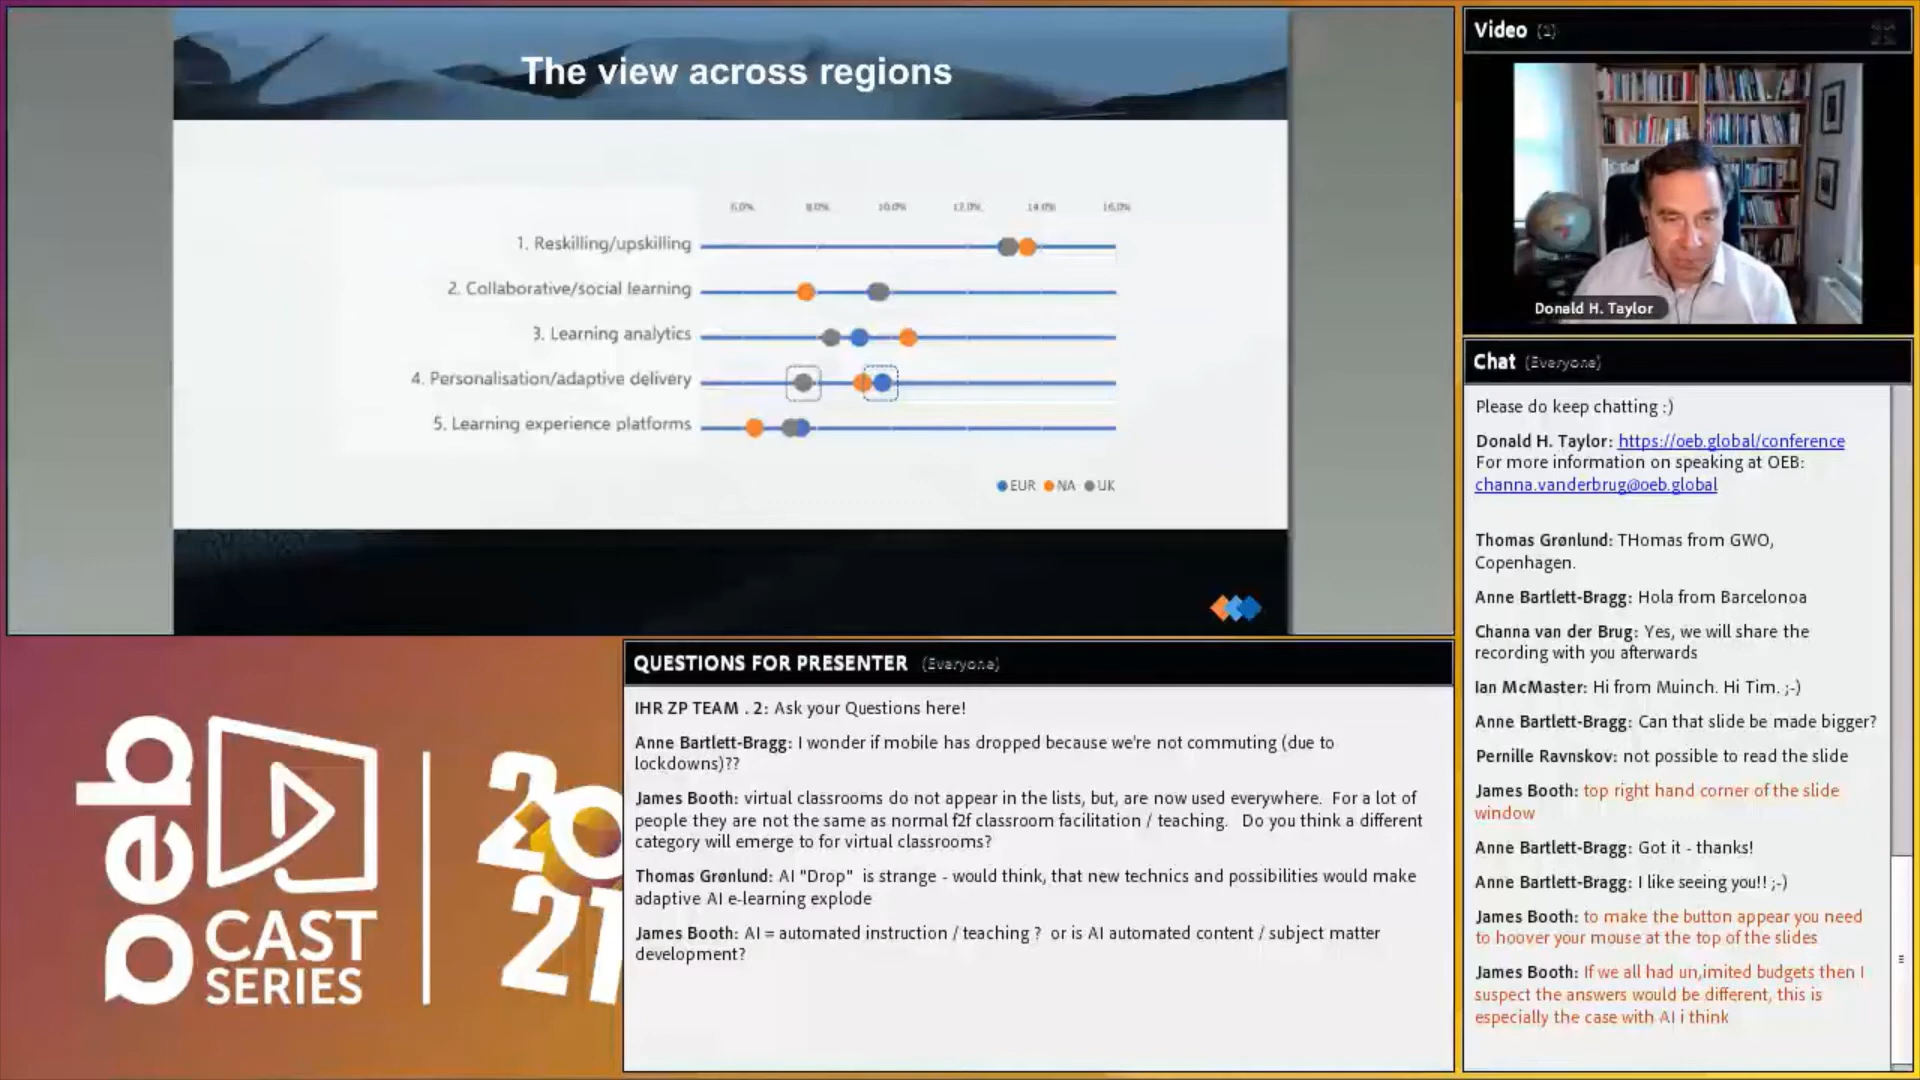 The view across regions
6.0% 8.0% 10.0% 12.0% 14.0% 16.0%
1. Reskilling/upskilling
2. Collaborative/social learning
3. Learning analytics
4. Personalisation/adaptive delivery
5. Learning experience platforms
EUR NA UK
Video (1)
Donald H. Taylor
Chat (Everyone)
Please do keep chatting :)
Donald H. Taylor: https://oeb.global/conference
For more information on speaking at OEB:
channa.vanderbrug@oeb.global
Thomas Grønlund: THomas from GWO,
Copenhagen.
Anne Bartlett-Bragg: Hola from Barcelonoa
Channa van der Brug: Yes, we will share the
recording with you afterwards
Ian McMaster: Hi from Muinch. Hi Tim. ;-)
Anne Bartlett-Bragg: Can that slide be made bigger?
Pernille Ravnskov: not possible to read the slide
James Booth: top right hand corner of the slide
window
Anne Bartlett-Bragg: Got it - thanks!
Anne Bartlett-Bragg: I like seeing you!! ;-)
James Booth: to make the button appear you need
to hoover your mouse at the top of the slides
James Booth: If we all had un,imited budgets then I
suspect the answers would be different, this is
especially the case with AI i think
oeb
CAST
SERIES
20
21
QUESTIONS FOR PRESENTER (Everyone)
IHR ZP TEAM . 2: Ask your Questions here!
Anne Bartlett-Bragg: I wonder if mobile has dropped because we're not commuting (due to
lockdowns)??
James Booth: virtual classrooms do not appear in the lists, but, are now used everywhere. For a lot of
people they are not the same as normal f2f classroom facilitation / teaching. Do you think a different
category will emerge to for virtual classrooms?
Thomas Grønlund: AI "Drop" is strange - would think, that new technics and possibilities would make
adaptive AI e-learning explode
James Booth: AI = automated instruction / teaching ? or is AI automated content / subject matter
development?